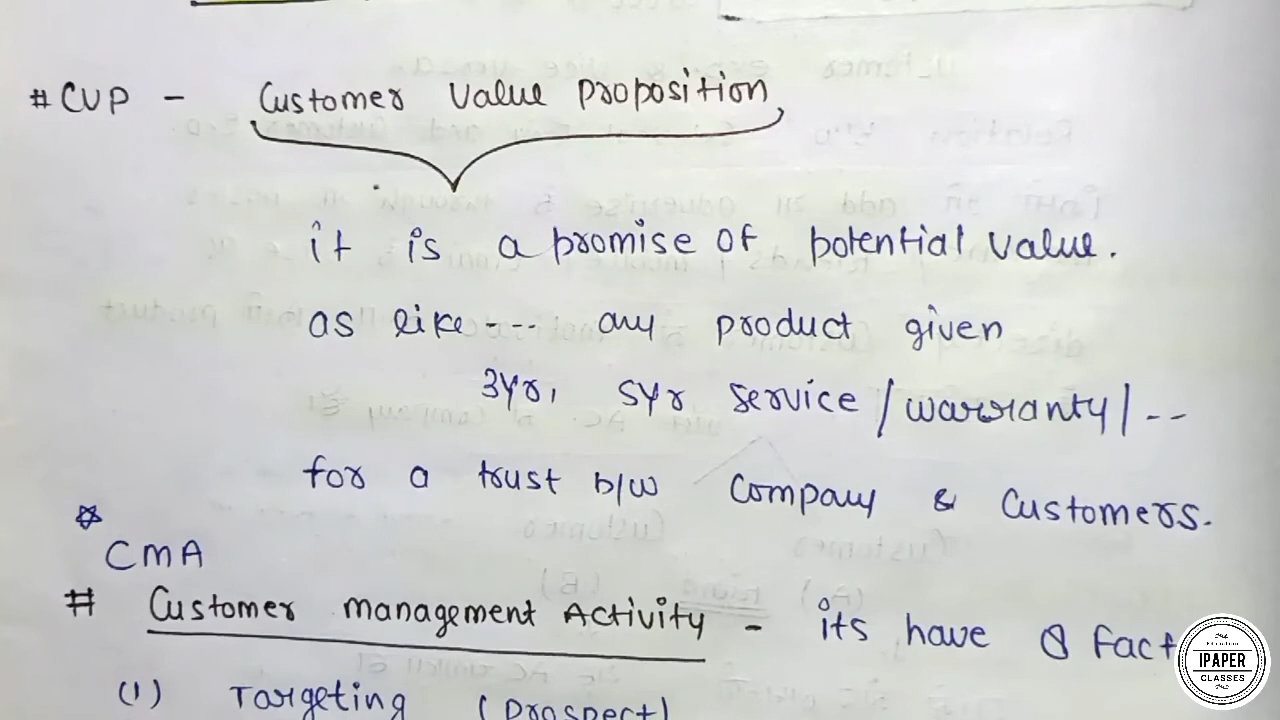 # CVP - Customer Value Proposition
it is a promise of potential value.
as like --- any product given
3yr, 5yr service / warranty / --
for a trust b/w Company & Customers.
CMA
# Customer management Activity - its have 8 fact
(1) Targeting (Prospect)
IPAPER
CLASSES